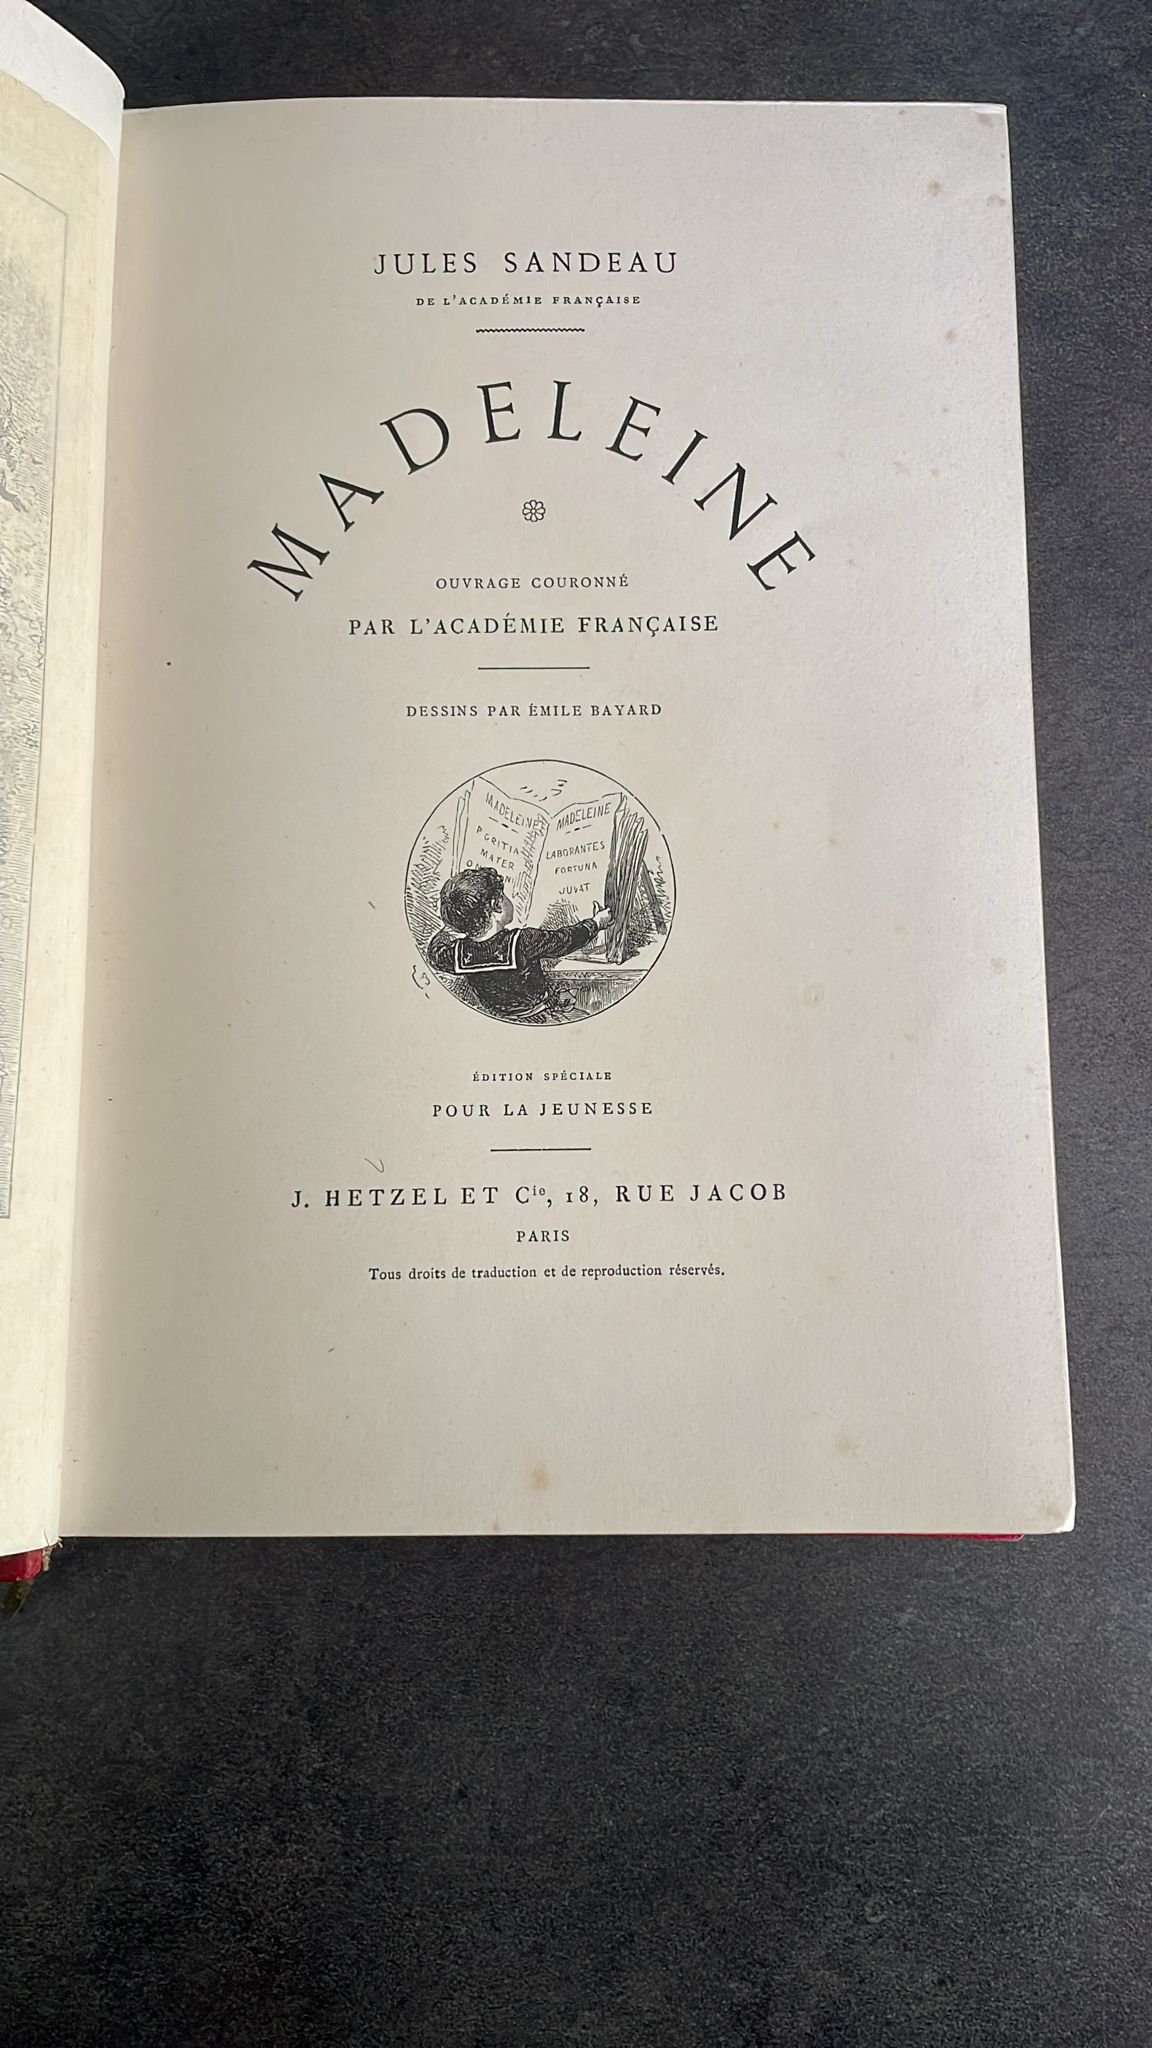 JULES SANDEAU
DE L'ACADÉMIE FRANÇAISE
MADELEINE
OUVRAGE COURONNÉ
PAR L'ACADÉMIE FRANÇAISE
DESSINS PAR ÉMILE BAYARD
MADELEINE
MATER
MADELEINE
LABORANTES
FORTUNA
JUVAT
ÉDITION SPÉCIALE
POUR LA JEUNESSE
J. HETZEL ET Cie, 18, RUE JACOB
PARIS
Tous droits de traduction et de reproduction réservés.